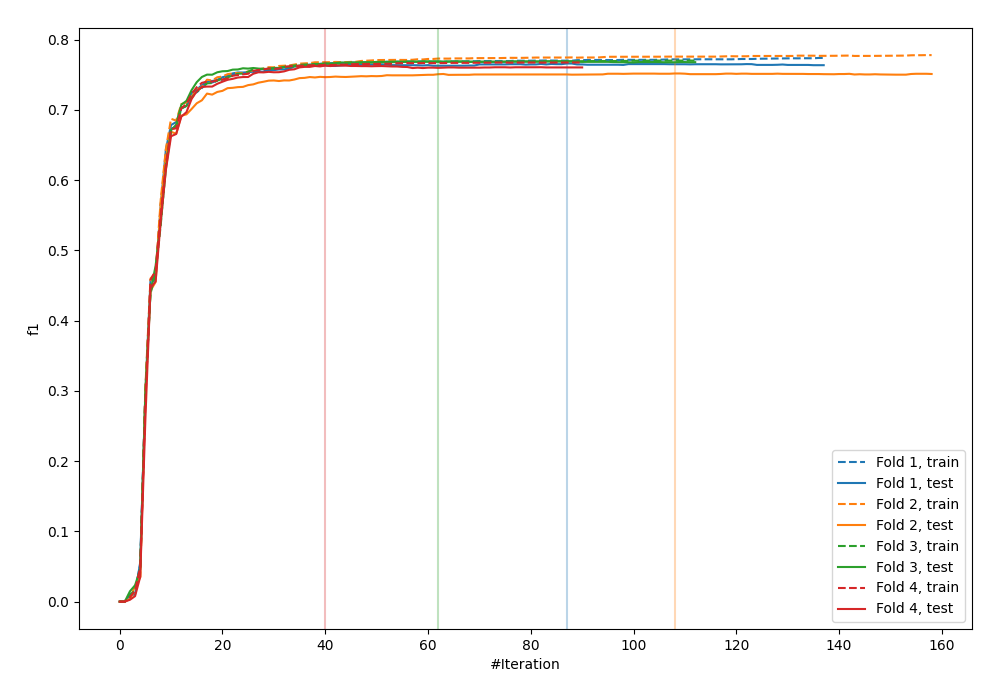 0.8
0.7
0.6
0.5
0.4
0.3
0.2
0.1
0.0
f1
0
20
40
60
80
100
120
140
160
#Iteration
Fold 1, train
Fold 1, test
Fold 2, train
Fold 2, test
Fold 3, train
Fold 3, test
Fold 4, train
Fold 4, test